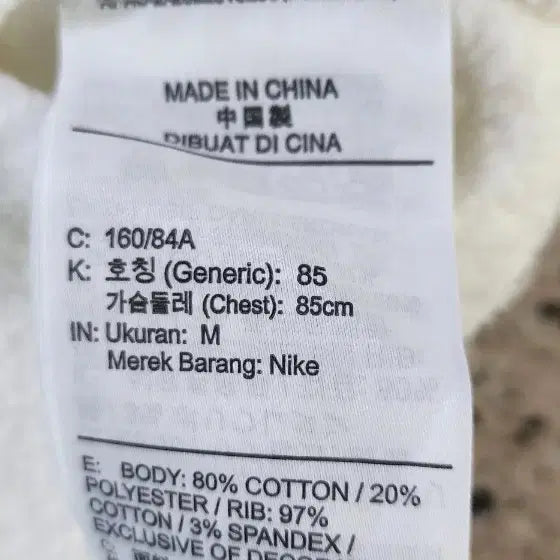 MADE IN CHINA
中国製
DIBUAT DI CINA
C: 160/84A
K: 호칭 (Generic): 85
가슴둘레 (Chest): 85cm
IN: Ukuran: M
Merek Barang: Nike
E: BODY: 80% COTTON / 20%
POLYESTER / RIB: 97%
COTTON / 3% SPANDEX /
EXCLUSIVE OF